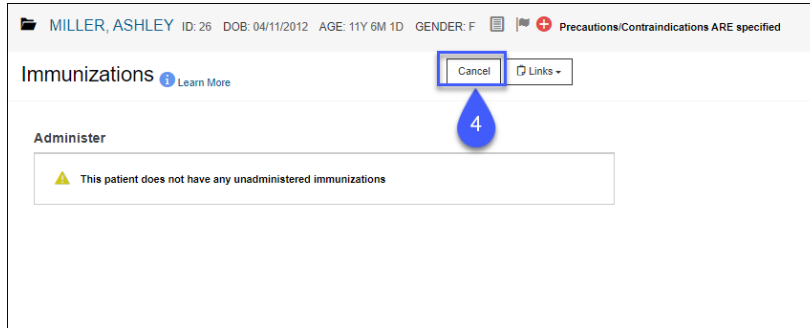 MILLER, ASHLEY ID: 26 DOB: 04/11/2012 AGE: 11Y 6M 1D GENDER: F Precautions/Contraindications ARE specified
Immunizations Learn More Cancel Links
4
Administer
This patient does not have any unadministered immunizations